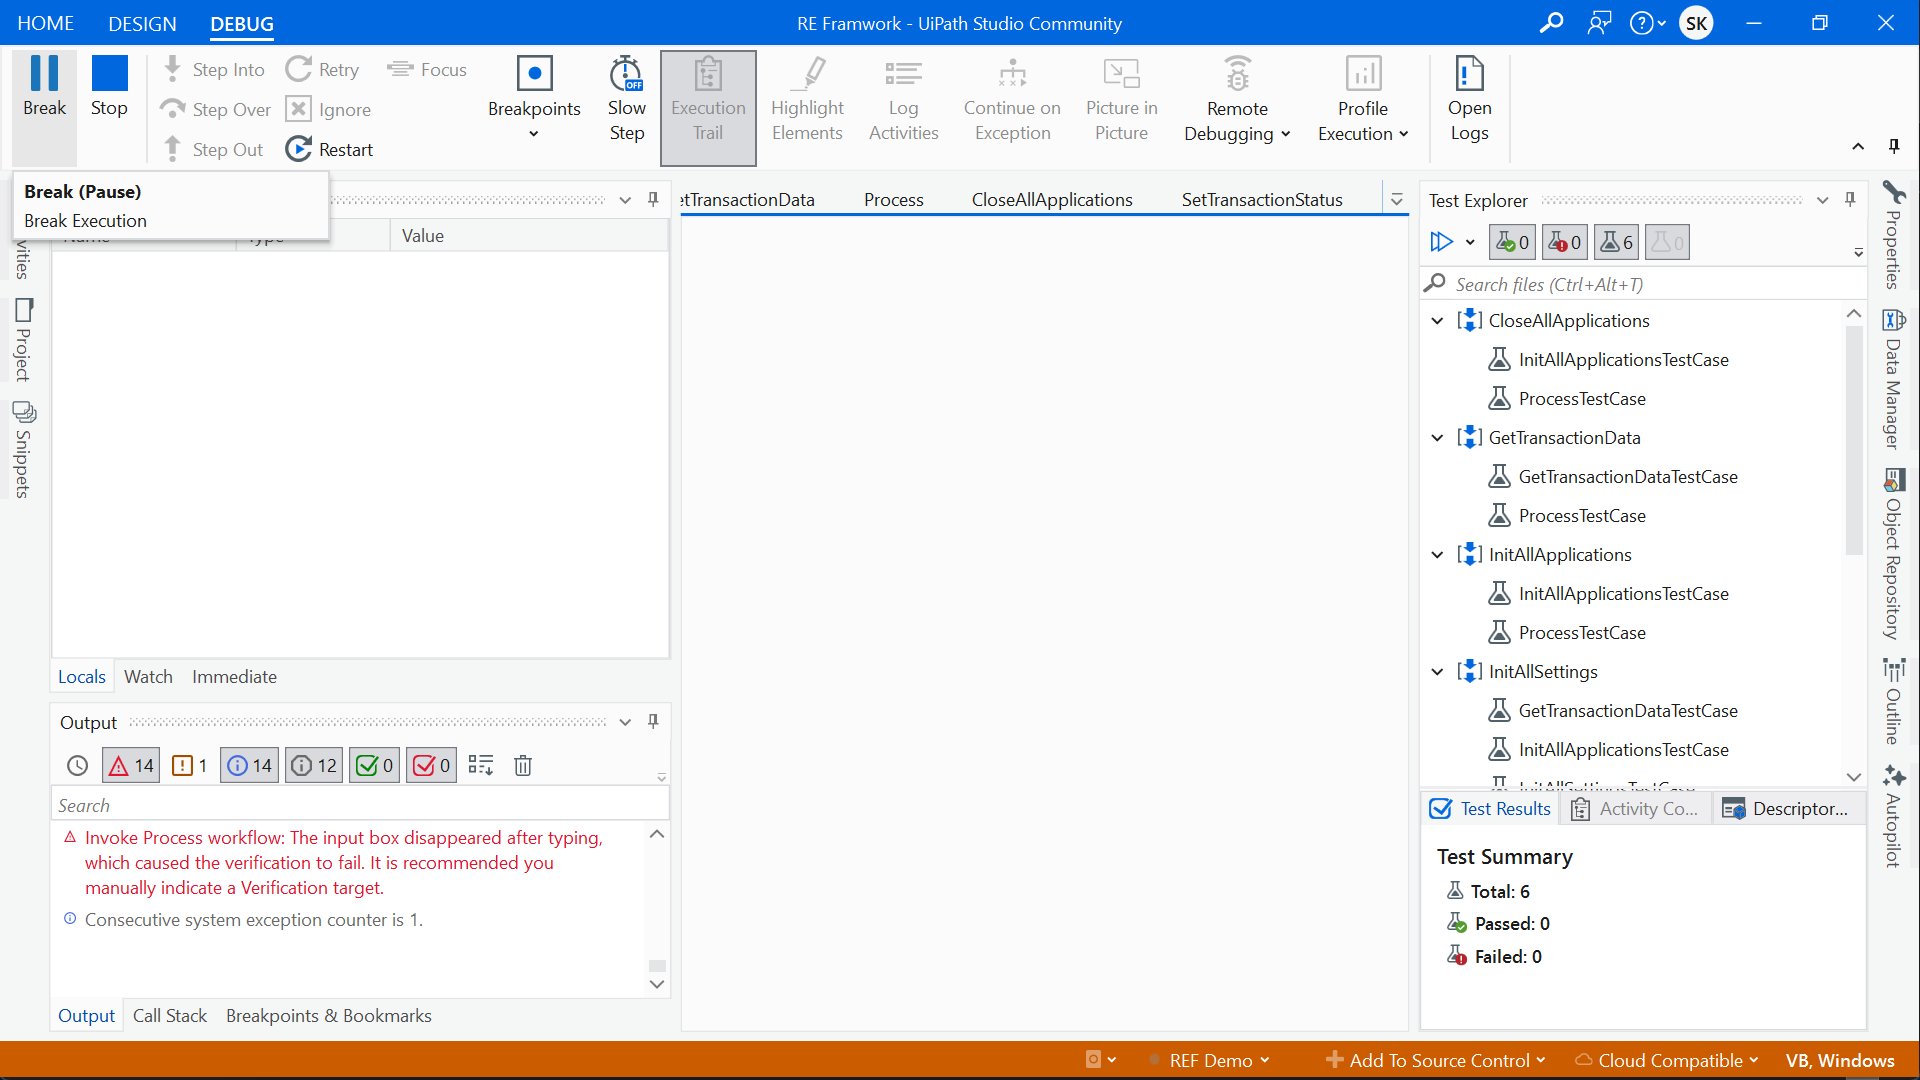 HOME DESIGN DEBUG
RE Framwork - UiPath Studio Community
SK
Break
Stop
Step Into
Step Over
Step Out
Retry
Ignore
Restart
Focus
Breakpoints
Slow
Step
Execution
Trail
Highlight
Elements
Log
Activities
Continue on
Exception
Picture in
Picture
Remote
Debugging
Profile
Execution
Open
Logs
Break (Pause)
Break Execution
Value
Project
Snippets
Locals Watch Immediate
Output
14 1 14 12 0 0
Search
Invoke Process workflow: The input box disappeared after typing,
which caused the verification to fail. It is recommended you
manually indicate a Verification target.
Consecutive system exception counter is 1.
Output Call Stack Breakpoints & Bookmarks
etTransactionData Process CloseAllApplications SetTransactionStatus
Test Explorer
0 0 6 0
Search files (Ctrl+Alt+T)
CloseAllApplications
InitAllApplicationsTestCase
ProcessTestCase
GetTransactionData
GetTransactionDataTestCase
ProcessTestCase
InitAllApplications
InitAllApplicationsTestCase
ProcessTestCase
InitAllSettings
GetTransactionDataTestCase
InitAllApplicationsTestCase
Test Results Activity Co... Descriptor...
Test Summary
Total: 6
Passed: 0
Failed: 0
Properties
Data Manager
Object Repository
Outline
Autopilot
REF Demo Add To Source Control Cloud Compatible VB, Windows